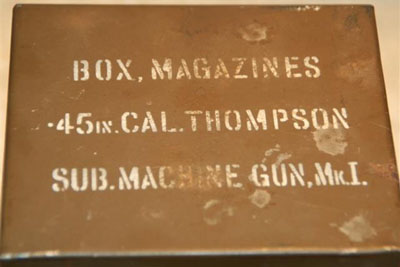 BOX, MAGAZINES
·45IN. CAL. THOMPSON
SUB. MACHINE GUN, MK I.